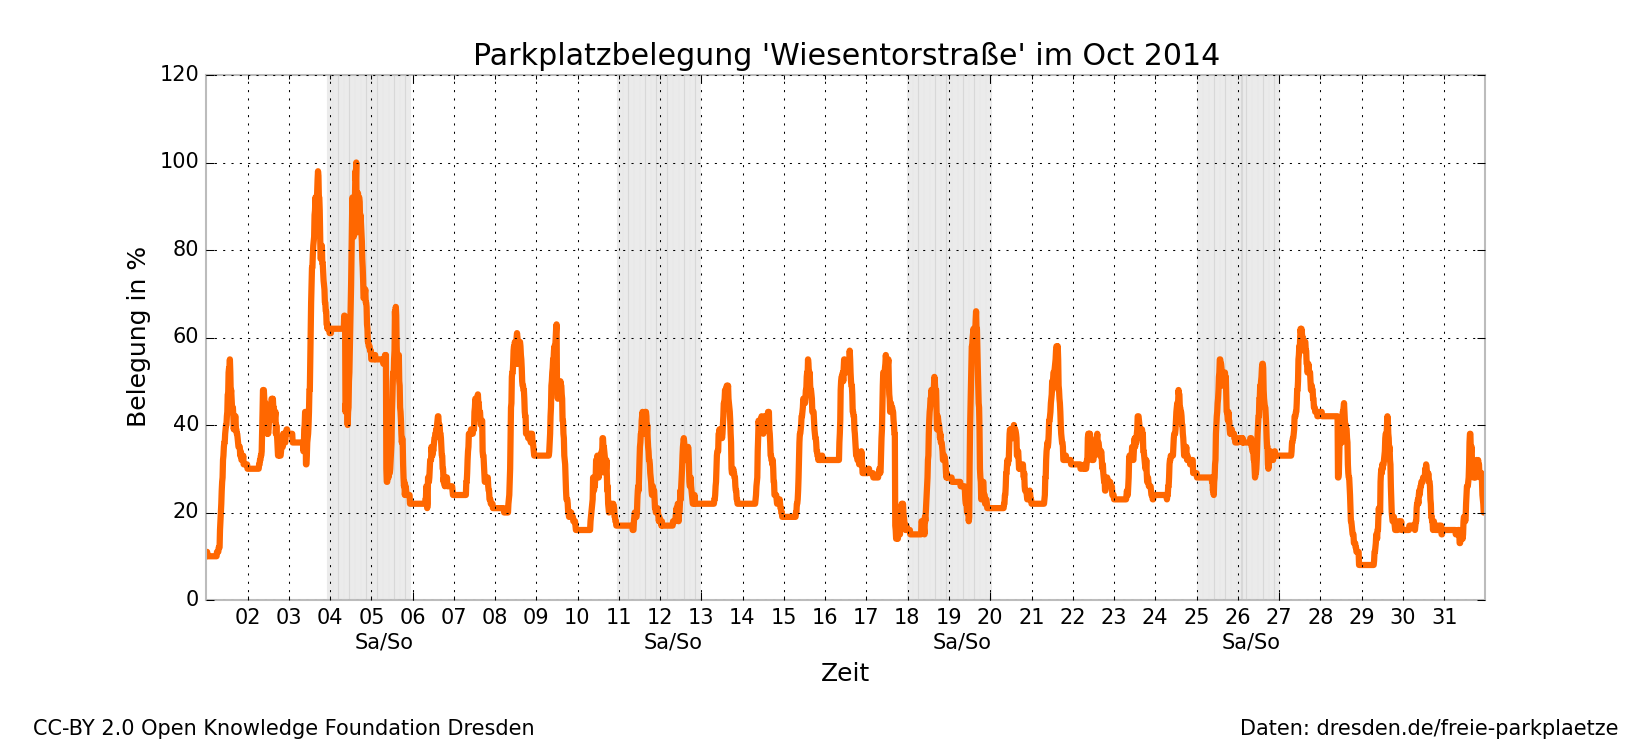 Parkplatzbelegung 'Wiesentorstraße' im Oct 2014
120
100
80
60
40
20
0
Belegung in %
02 03 04 05 06 07 08 09 10 11 12 13 14 15 16 17 18 19 20 21 22 23 24 25 26 27 28 29 30 31
Sa/So Sa/So Sa/So Sa/So
Zeit
CC-BY 2.0 Open Knowledge Foundation Dresden
Daten: dresden.de/freie-parkplaetze